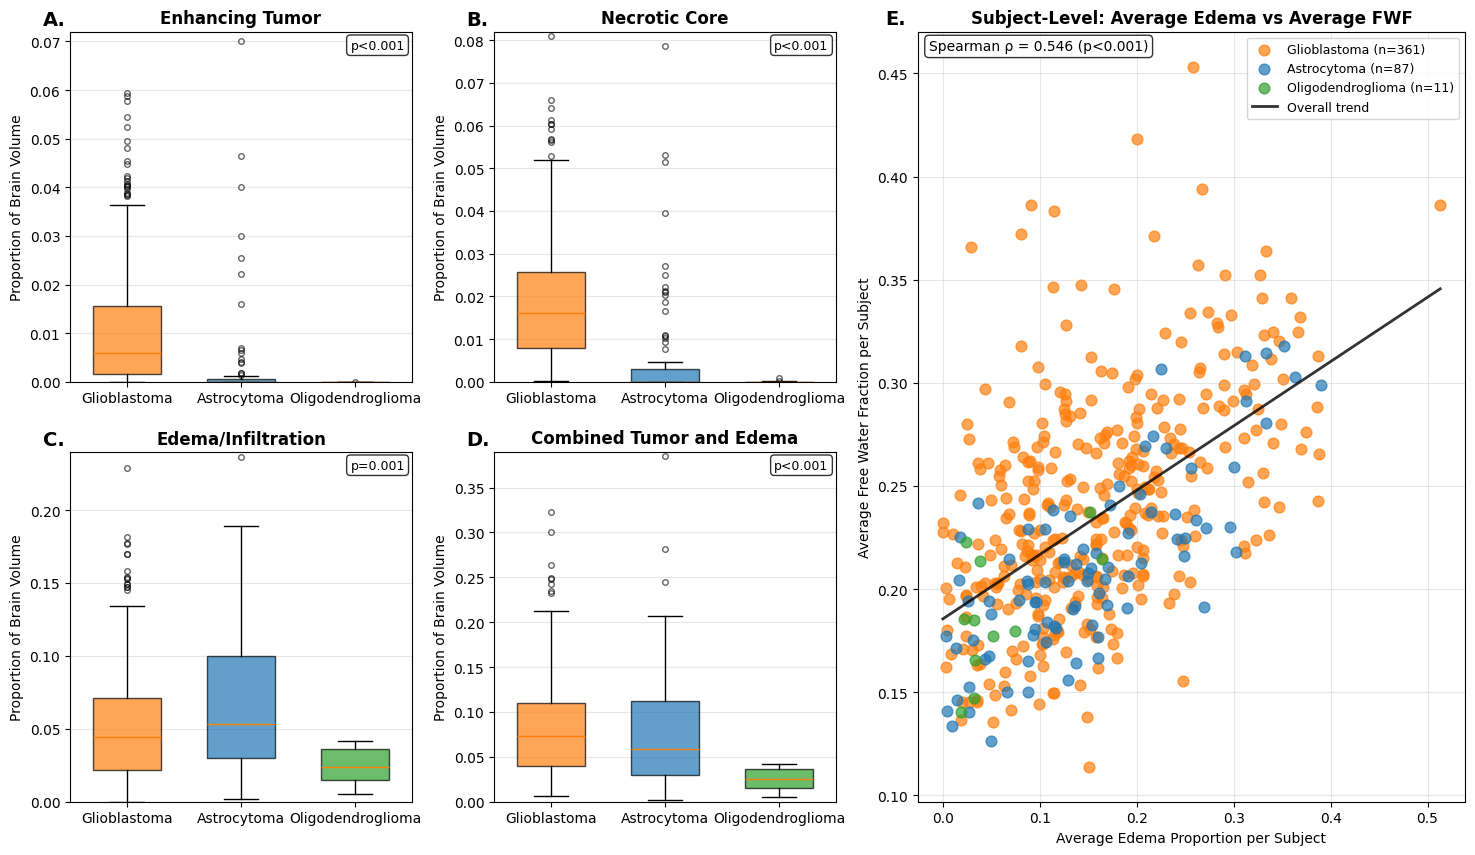 A.
Enhancing Tumor
p<0.001
Proportion of Brain Volume
0.07
0.06
0.05
0.04
0.03
0.02
0.01
0.00
Glioblastoma Astrocytoma Oligodendroglioma
B.
Necrotic Core
p<0.001
Proportion of Brain Volume
0.08
0.07
0.06
0.05
0.04
0.03
0.02
0.01
0.00
Glioblastoma Astrocytoma Oligodendroglioma
C.
Edema/Infiltration
p=0.001
Proportion of Brain Volume
0.20
0.15
0.10
0.05
0.00
Glioblastoma Astrocytoma Oligodendroglioma
D.
Combined Tumor and Edema
p<0.001
Proportion of Brain Volume
0.35
0.30
0.25
0.20
0.15
0.10
0.05
0.00
Glioblastoma Astrocytoma Oligodendroglioma
E.
Subject-Level: Average Edema vs Average FWF
Spearman ρ = 0.546 (p<0.001)
Glioblastoma (n=361)
Astrocytoma (n=87)
Oligodendroglioma (n=11)
Overall trend
Average Free Water Fraction per Subject
0.45
0.40
0.35
0.30
0.25
0.20
0.15
0.10
0.0 0.1 0.2 0.3 0.4 0.5
Average Edema Proportion per Subject